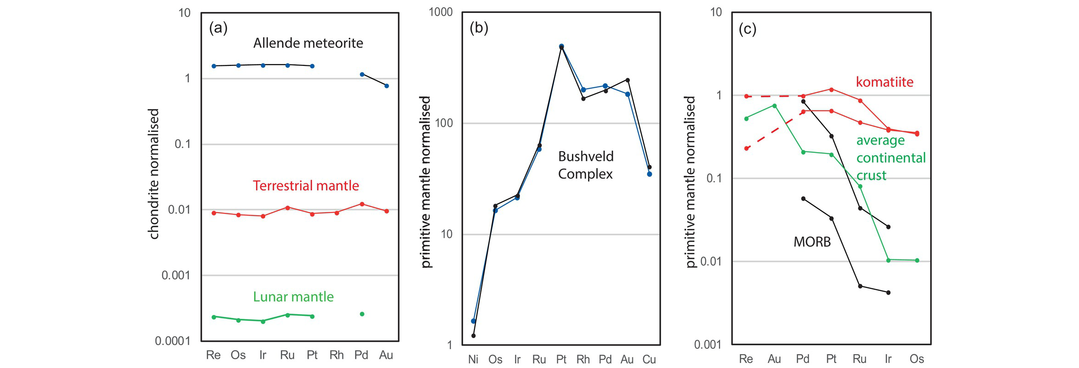 (a)
Allende meteorite
Terrestrial mantle
Lunar mantle
chondrite normalised
1
0.1
0.01
0.001
0.0001
10
Re Os Ir Ru Pt Rh Pd Au
(b)
Bushveld
Complex
primitive mantle normalised
1000
100
10
1
Ni Os Ir Ru Pt Rh Pd Au Cu
(c)
komatiite
average
continental
crust
MORB
primitive mantle normalised
10
1
0.1
0.01
0.001
Re Au Pd Pt Ru Ir Os